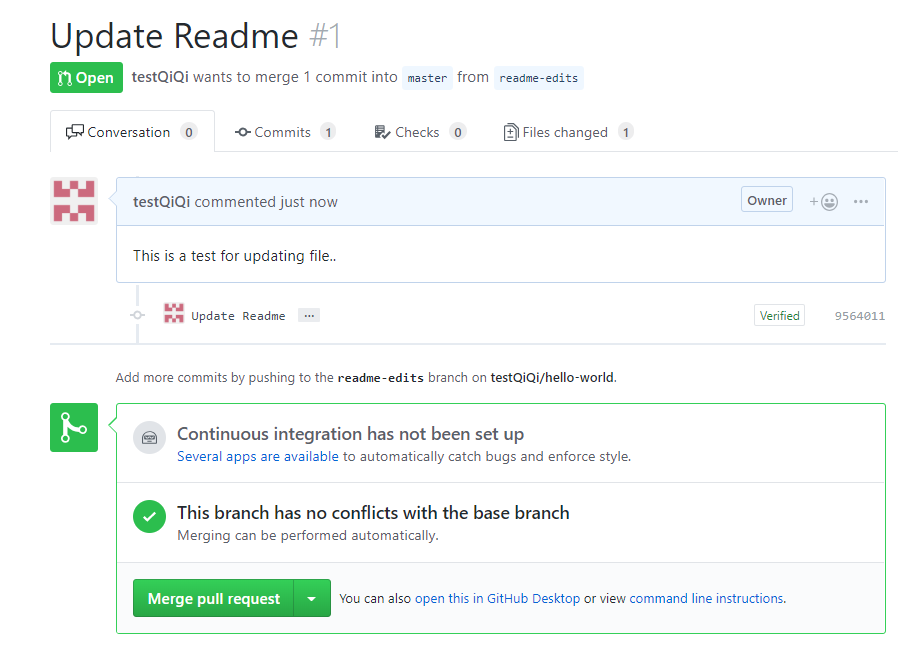 Update Readme #1
Open testQiQi wants to merge 1 commit into master from readme-edits
Conversation 0 Commits 1 Checks 0 Files changed 1
testQiQi commented just now Owner + ...
This is a test for updating file..
Update Readme ... Verified 9564011
Add more commits by pushing to the readme-edits branch on testQiQi/hello-world.
Continuous integration has not been set up
Several apps are available to automatically catch bugs and enforce style.
This branch has no conflicts with the base branch
Merging can be performed automatically.
Merge pull request You can also open this in GitHub Desktop or view command line instructions.